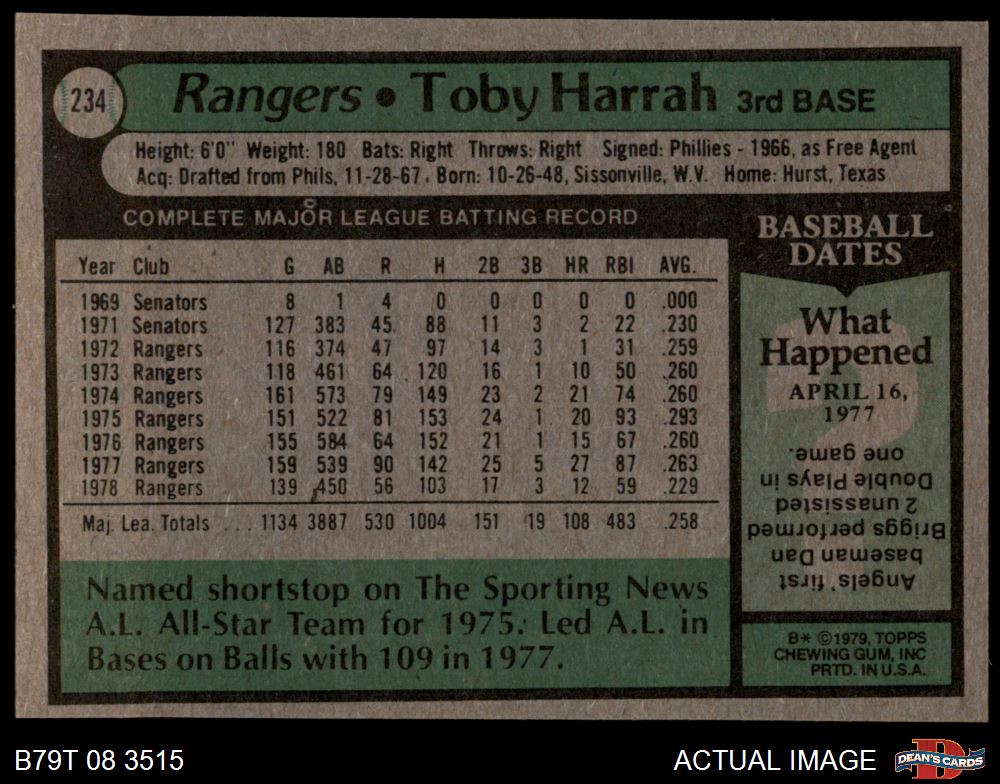 234
Rangers • Toby Harrah 3rd BASE
Height: 6'0" Weight: 180 Bats: Right Throws: Right Signed: Phillies - 1966, as Free Agent
Acq: Drafted from Phils, 11-28-67. Born: 10-26-48, Sissonville, W.V. Home: Hurst, Texas
COMPLETE MAJOR LEAGUE BATTING RECORD
Year Club G AB R H 2B 3B HR RBI AVG.
1969 Senators 8 1 4 0 0 0 0 0 .000
1971 Senators 127 383 45 88 11 3 2 22 .230
1972 Rangers 116 374 47 97 14 3 1 31 .259
1973 Rangers 118 461 64 120 16 1 10 50 .260
1974 Rangers 161 573 79 149 23 2 21 74 .260
1975 Rangers 151 522 81 153 24 1 20 93 .293
1976 Rangers 155 584 64 152 21 1 15 67 .260
1977 Rangers 159 539 90 142 25 5 27 87 .263
1978 Rangers 139 450 56 103 17 3 12 59 .229
Maj. Lea. Totals ... 1134 3887 530 1004 151 19 108 483 .258
Named shortstop on The Sporting News
A.L. All-Star Team for 1975. Led A.L. in
Bases on Balls with 109 in 1977.
BASEBALL
DATES
What
Happened
APRIL 16,
1977
Angels' first
baseman Dan
Briggs performed
2 unassisted
Double Plays in
one game.
B* ©1979, TOPPS
CHEWING GUM, INC
PRTD. IN U.S.A.
B79T 08 3515
ACTUAL IMAGE
DEAN'S CARDS